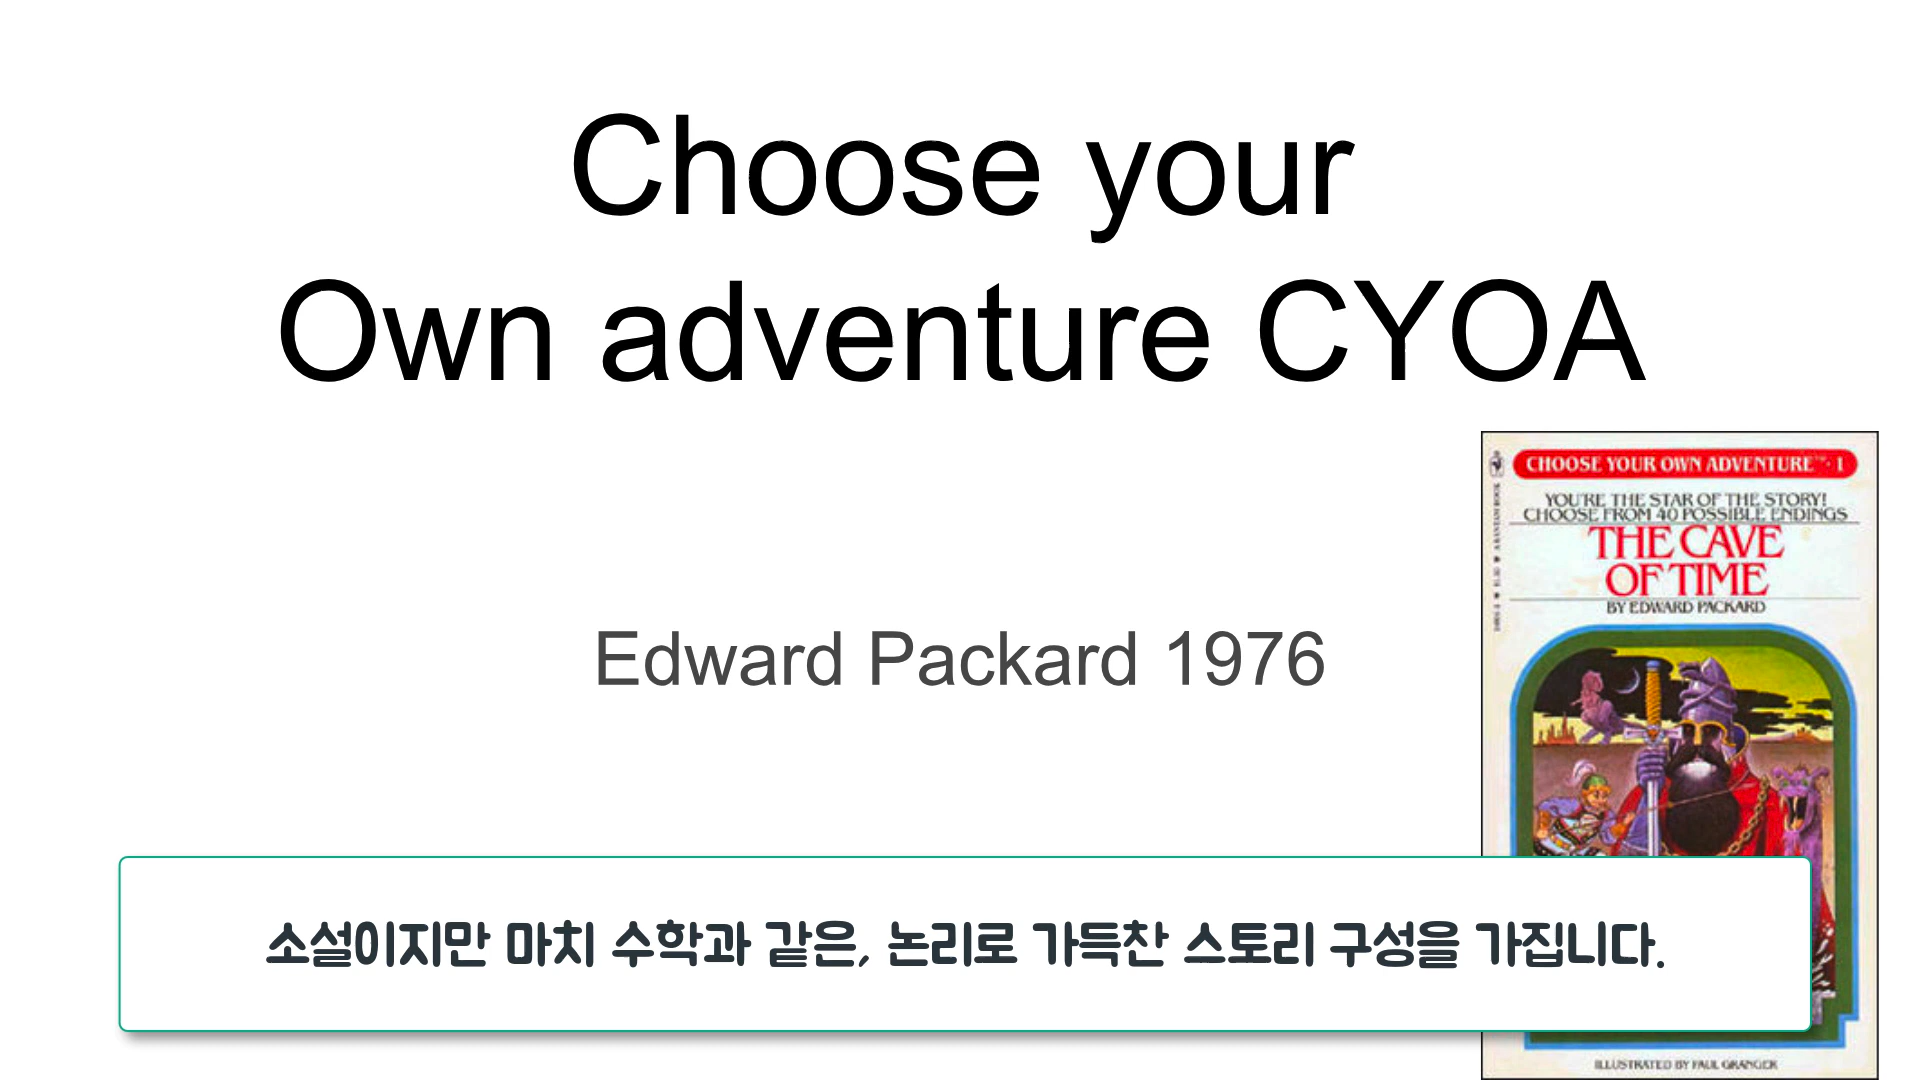 Choose your
Own adventure CYOA
Edward Packard 1976
CHOOSE YOUR OWN ADVENTURE™ · 1
YOU'RE THE STAR OF THE STORY!
CHOOSE FROM 40 POSSIBLE ENDINGS
THE CAVE
OF TIME
BY EDWARD PACKARD
소설이지만 마치 수학과 같은, 논리로 가득찬 스토리 구성을 가집니다.
ILLUSTRATED BY PAUL GRANGER